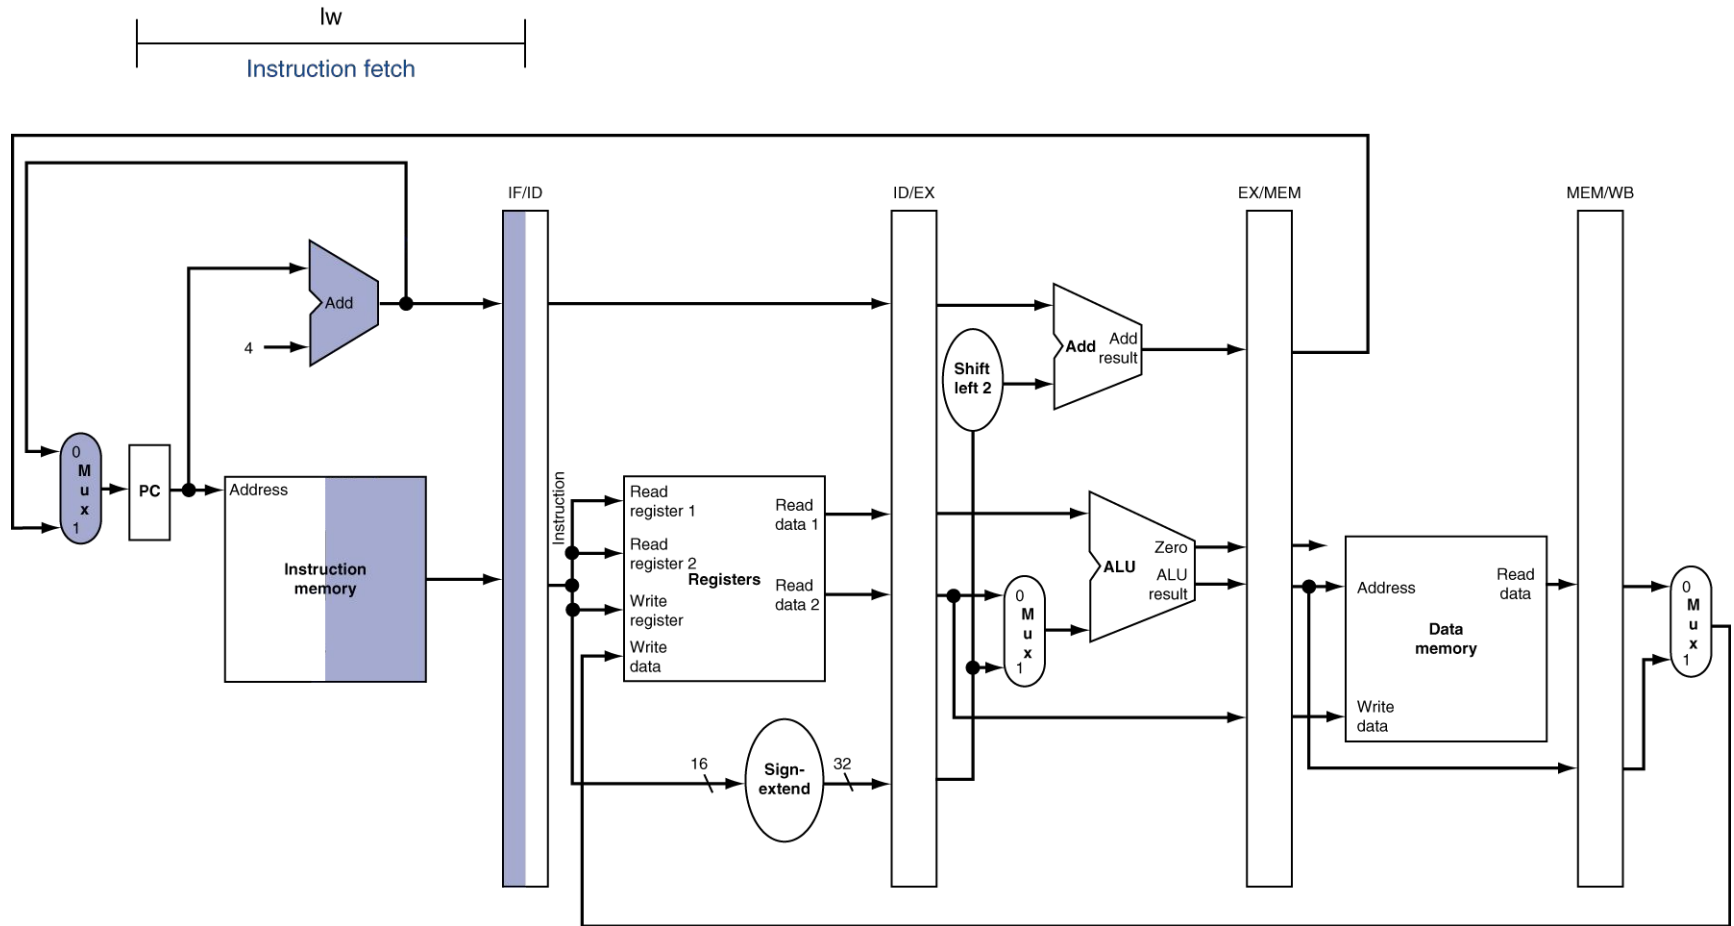 lw
Instruction fetch
IF/ID
ID/EX
EX/MEM
MEM/WB
Add
4
Shift
left 2
Add
Add
result
0
M
u
x
1
PC
Address
Instruction
memory
Instruction
Read
register 1
Read
register 2
Write
register
Write
data
Registers
Read
data 1
Read
data 2
16
Sign-
extend
32
0
M
u
x
1
ALU
Zero
ALU
result
Address
Write
data
Data
memory
Read
data
0
M
u
x
1